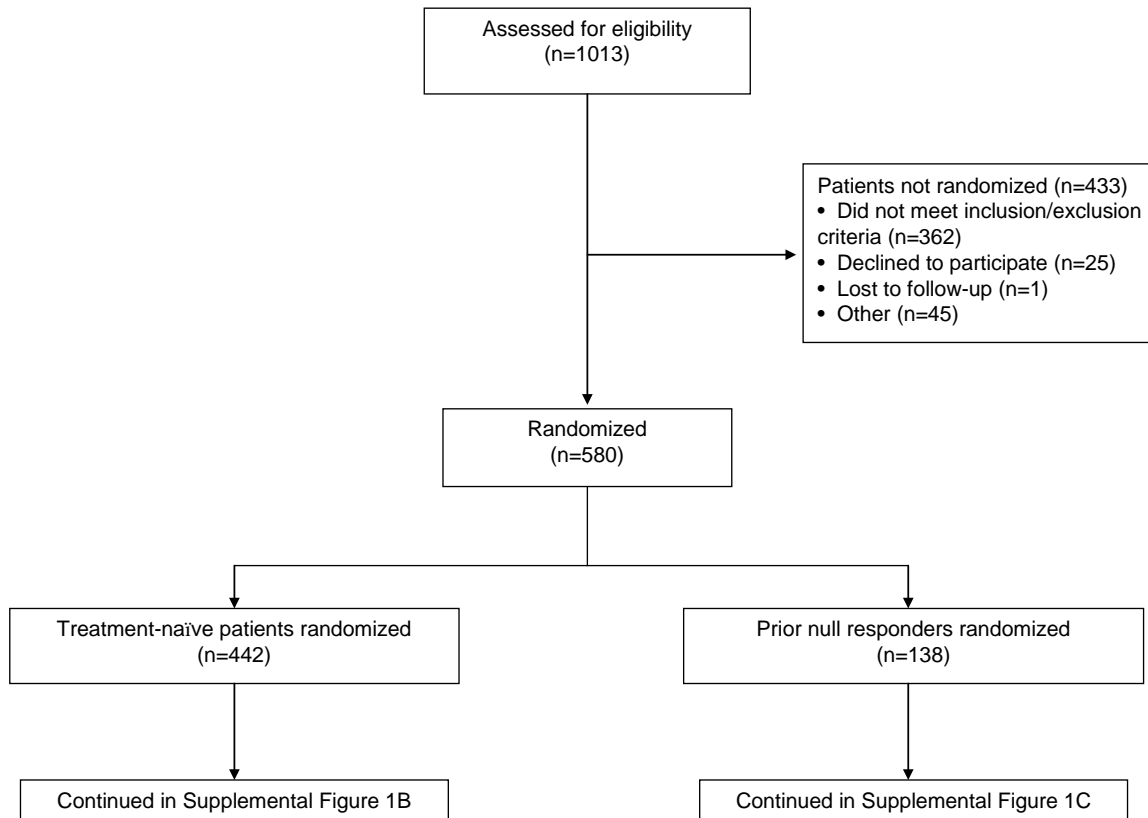 Assessed for eligibility
(n=1013)
Patients not randomized (n=433)
• Did not meet inclusion/exclusion
criteria (n=362)
• Declined to participate (n=25)
• Lost to follow-up (n=1)
• Other (n=45)
Randomized
(n=580)
Treatment-naïve patients randomized
(n=442)
Prior null responders randomized
(n=138)
Continued in Supplemental Figure 1B
Continued in Supplemental Figure 1C